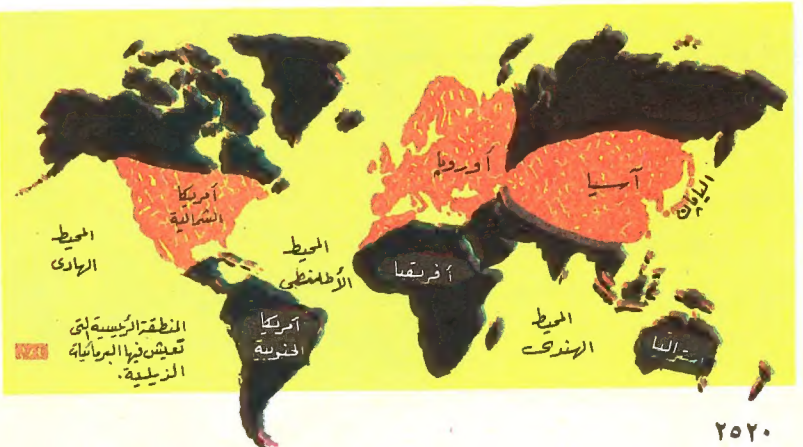 أوروبا
آسيا
اليابان
أمريكا
الشمالية
المحيط
الهادى
المحيط
الأطلنطى
أفريقيا
المحيط
الهندى
أمريكا
الجنوبية
استراليا
المنطقة الرئيسية التى
تعيش فيها البرمائيات
الذيلية.
٢٥٢٠